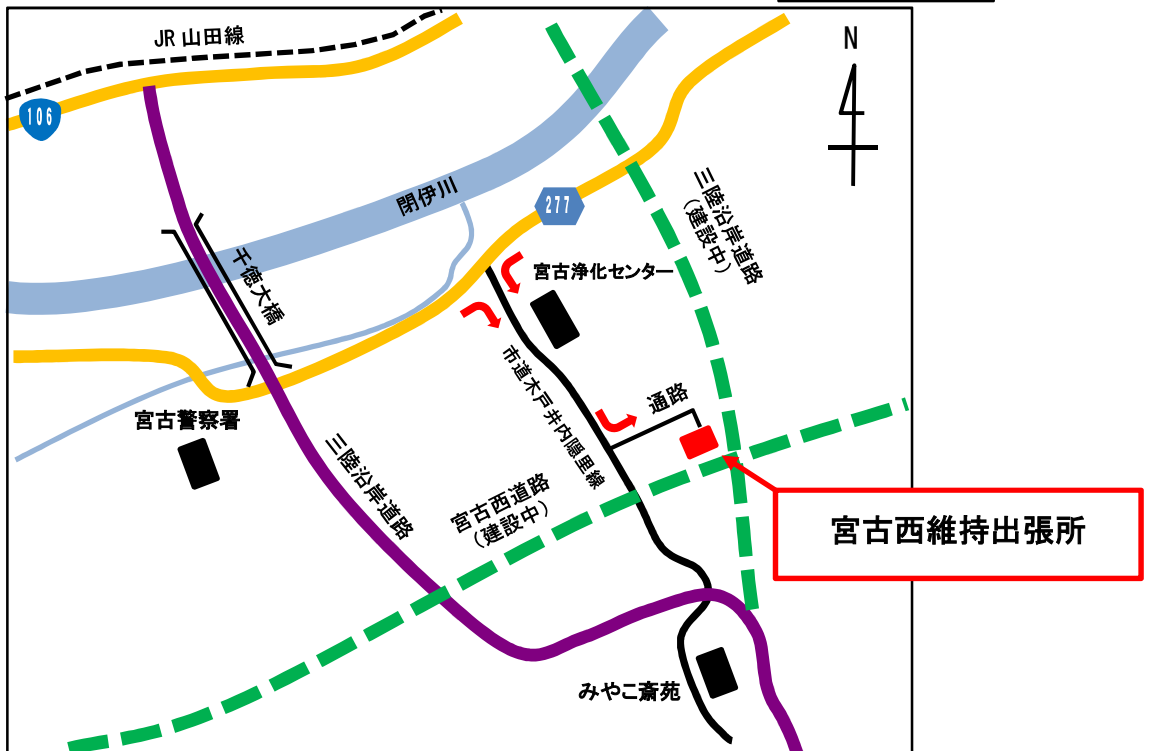 JR 山田線
N
106
閉伊川
277
三陸沿岸道路
（建設中）
千徳大橋
宮古浄化センター
市道木戸井内隠里線
通路
宮古警察署
三陸沿岸道路
宮古西道路
（建設中）
宮古西維持出張所
みやこ斎苑